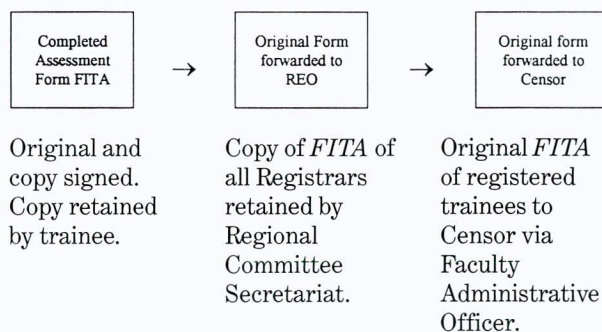 Completed
Assessment
Form FITA
→
Original Form
forwarded to
REO
→
Original form
forwarded to
Censor
Original and
copy signed.
Copy retained
by trainee.
Copy of FITA of
all Registrars
retained by
Regional
Committee
Secretariat.
Original FITA
of registered
trainees to
Censor via
Faculty
Administrative
Officer.